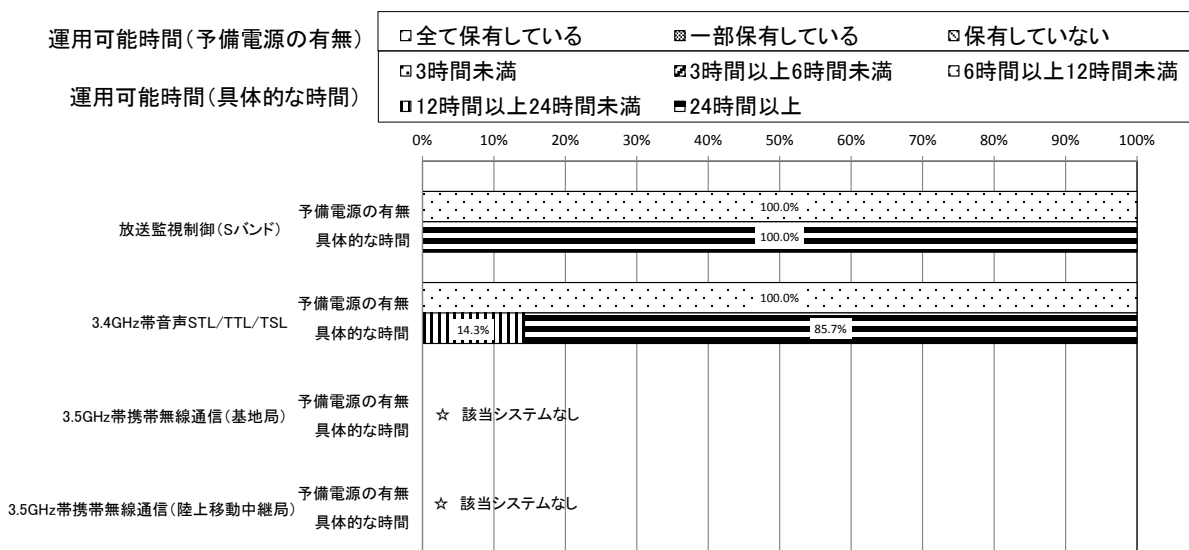 運用可能時間(予備電源の有無)
全て保有している 一部保有している 保有していない
運用可能時間(具体的な時間)
3時間未満 3時間以上6時間未満 6時間以上12時間未満
12時間以上24時間未満 24時間以上
0% 10% 20% 30% 40% 50% 60% 70% 80% 90% 100%
放送監視制御(Sバンド)
予備電源の有無
100.0%
具体的な時間
100.0%
3.4GHz帯音声STL/TTL/TSL
予備電源の有無
100.0%
具体的な時間
14.3% 85.7%
3.5GHz帯携帯無線通信(基地局)
予備電源の有無
具体的な時間
☆ 該当システムなし
3.5GHz帯携帯無線通信(陸上移動中継局)
予備電源の有無
具体的な時間
☆ 該当システムなし